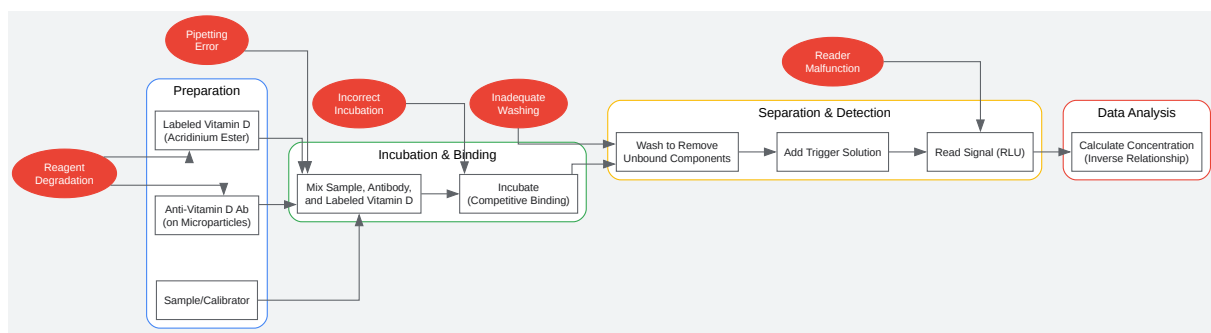 Pipetting
Error
Reader
Malfunction
Preparation
Incorrect
Incubation
Inadequate
Washing
Separation & Detection
Data Analysis
Labeled Vitamin D
(Acridinium Ester)
Wash to Remove
Unbound Components
Add Trigger Solution
Read Signal (RLU)
Calculate Concentration
(Inverse Relationship)
Incubation & Binding
Reagent
Degradation
Mix Sample, Antibody,
and Labeled Vitamin D
Incubate
(Competitive Binding)
Anti-Vitamin D Ab
(on Microparticles)
Sample/Calibrator